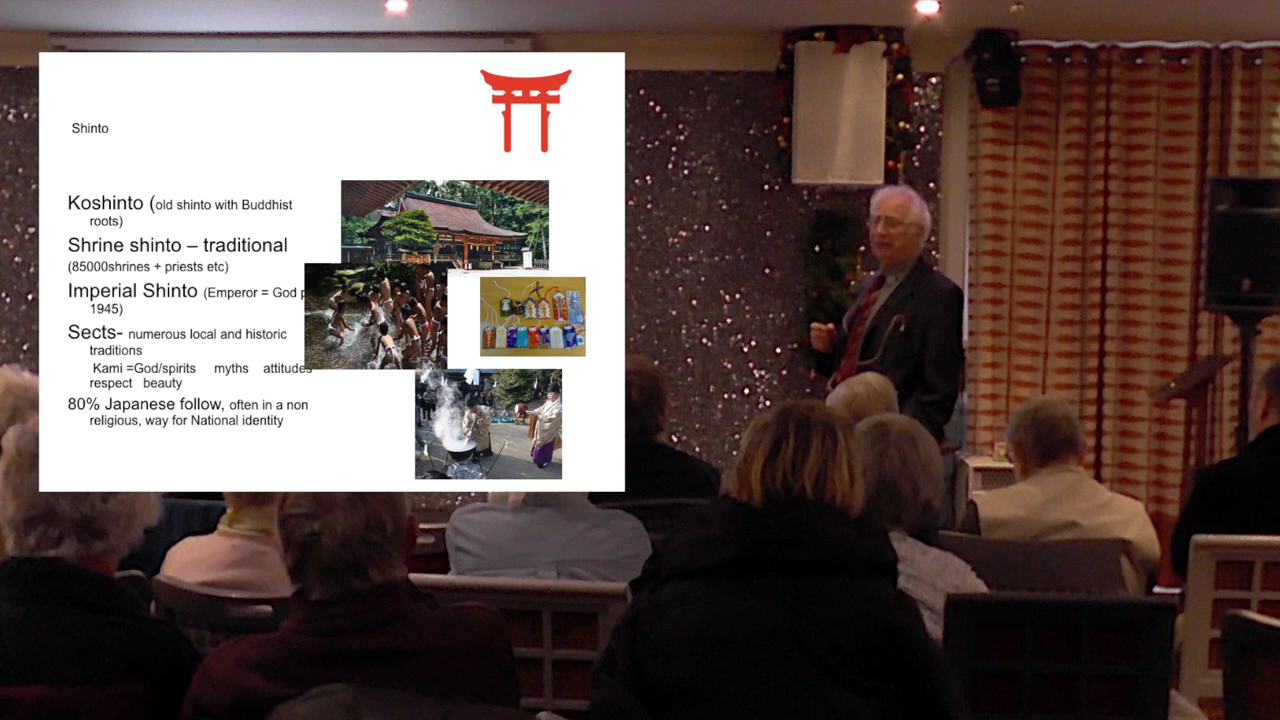 Shinto
Koshinto (old shinto with Buddhist
roots)
Shrine shinto – traditional
(85000shrines + priests etc)
Imperial Shinto (Emperor = God p
1945)
Sects- numerous local and historic
traditions
Kami =God/spirits myths attitudes
respect beauty
80% Japanese follow, often in a non
religious, way for National identity